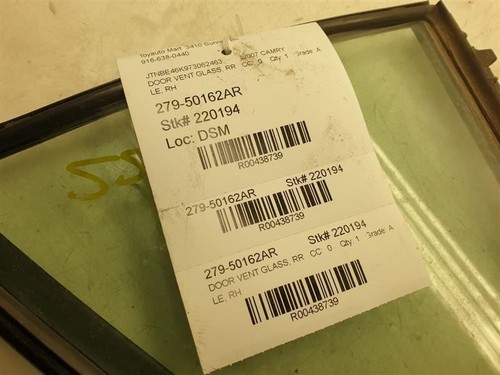 Toyauto Mart 3410 Sunri
916-638-0440
JTNBE46K973062463 2007 CAMRY
DOOR VENT GLASS, RR CC 0 Qty 1 Grade A
LE, RH
279-50162AR
Stk# 220194
Loc: DSM
R00438739
279-50162AR Stk# 220194
R00438739
279-50162AR Stk# 220194
DOOR VENT GLASS, RR CC 0 Qty 1 Grade A
LE, RH
R00438739